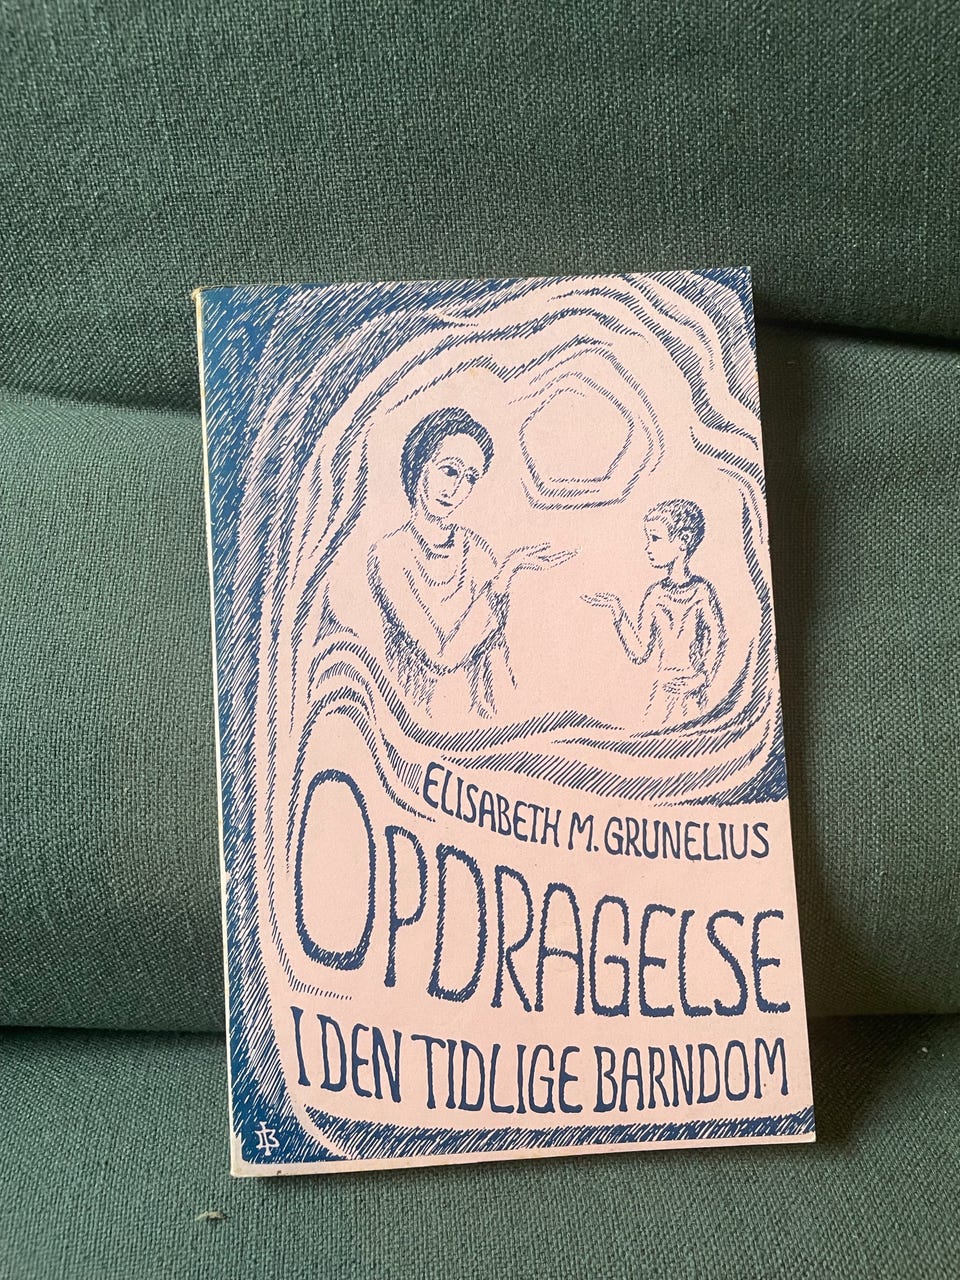 ELISABETH M. GRUNELIUS
OPDRAGELSE
I DEN TIDLIGE BARNDOM